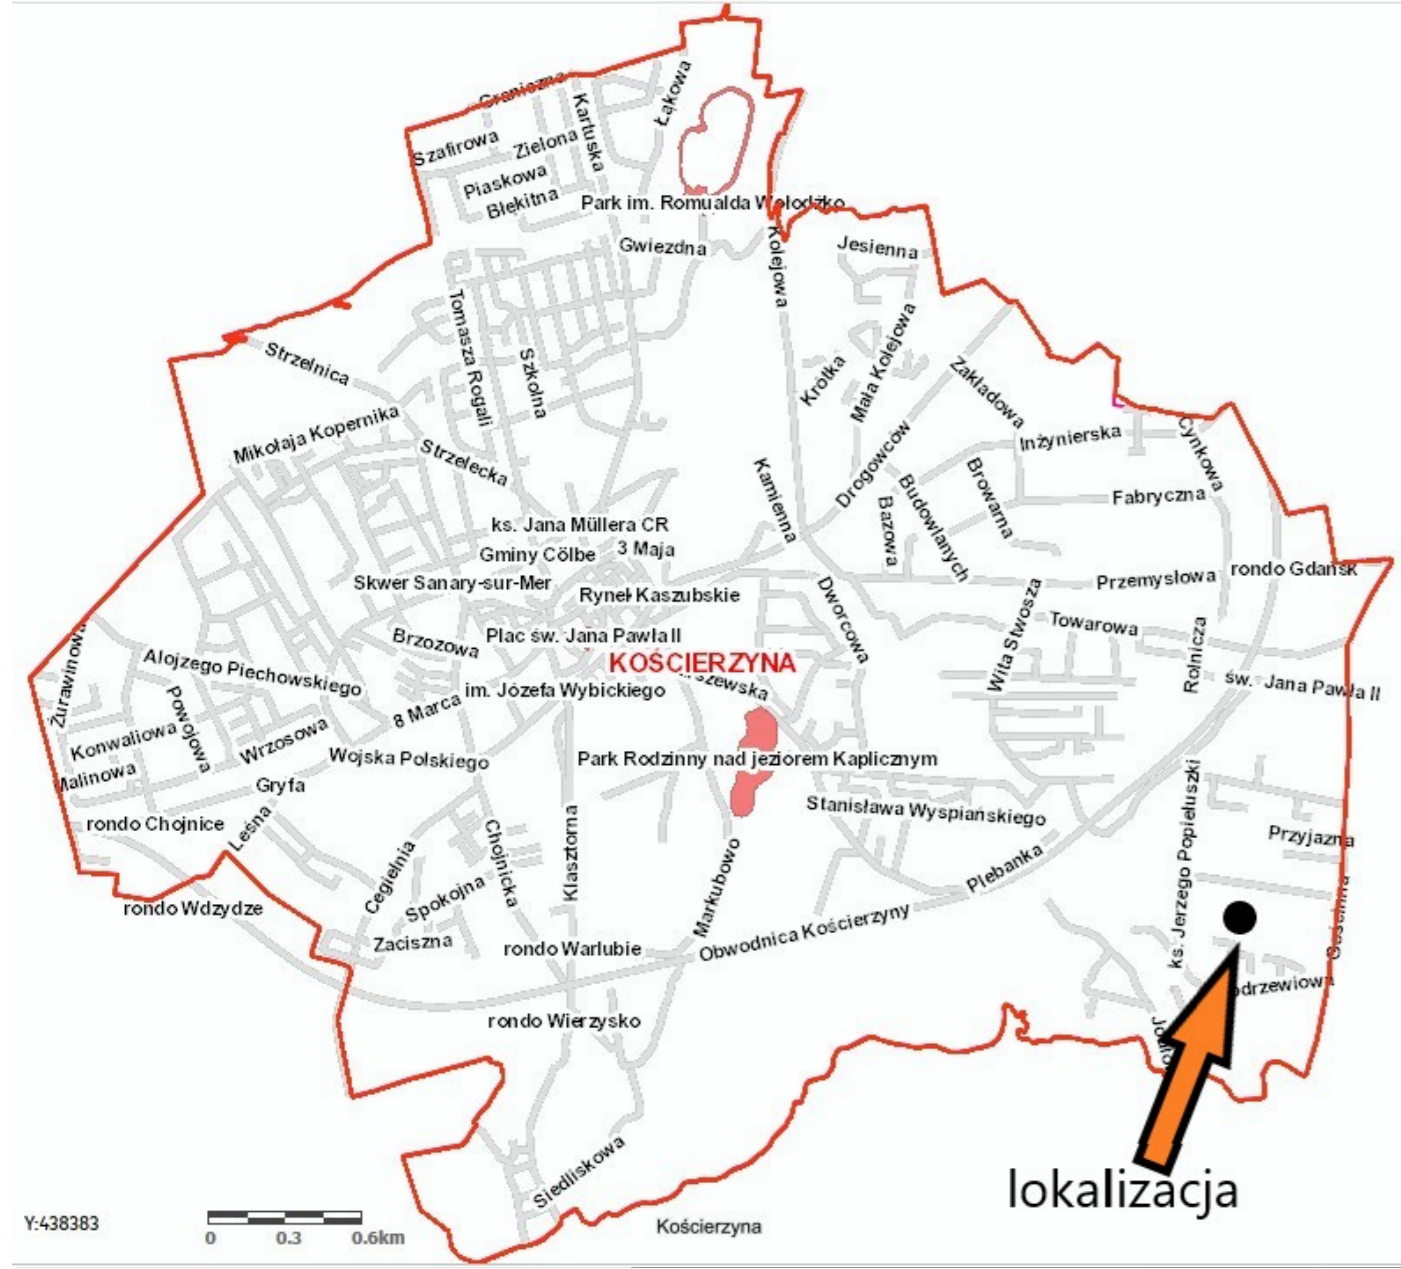 Graniczna
Kartuska
Łąkowa
Szafirowa
Zielona
Piaskowa
Błękitna
Park im. Romualda Wołodźko
Gwiezdna
Kolejowa
Jesienna
Tomasza Rogali
Szkolna
Strzelnica
Krótka
Mała Kolejowa
Zakładowa
Mikołaja Kopernika
Strzelecka
Drogowców
Inżynierska
Cynkowa
Kamienna
Browarna
Budowlanych
Bazowa
Fabryczna
ks. Jana Müllera CR
Gminy Cölbe
3 Maja
Skwer Sanary-sur-Mer
Rynek Kaszubskie
Przemysłowa
rondo Gdańsk
Dworcowa
Wita Stwosza
Towarowa
Rolnicza
Żurawinowa
Brzozowa
Plac św. Jana Pawła II
KOŚCIERZYNA
Alojzego Piechowskiego
im. Józefa Wybickiego
szewska
św. Jana Pawła II
Powojowa
8 Marca
Konwaliowa
Wrzosowa
Wojska Polskiego
Park Rodzinny nad jeziorem Kaplicznym
Malinowa
Gryfa
ks. Jerzego Popiełuszki
Stanisława Wyspiańskiego
rondo Chojnice
Leśna
Chojnicka
Klasztorna
Przyjazna
Cegielnia
Markubowo
Plebanka
Spokojna
Gościnna
rondo Wdzydze
Zaciszna
rondo Warlubie
Obwodnica Kościerzyny
odrzewiowa
rondo Wierzysko
Siedliskowa
lokalizacja
Y:438383
0 0.3 0.6km
Kościerzyna